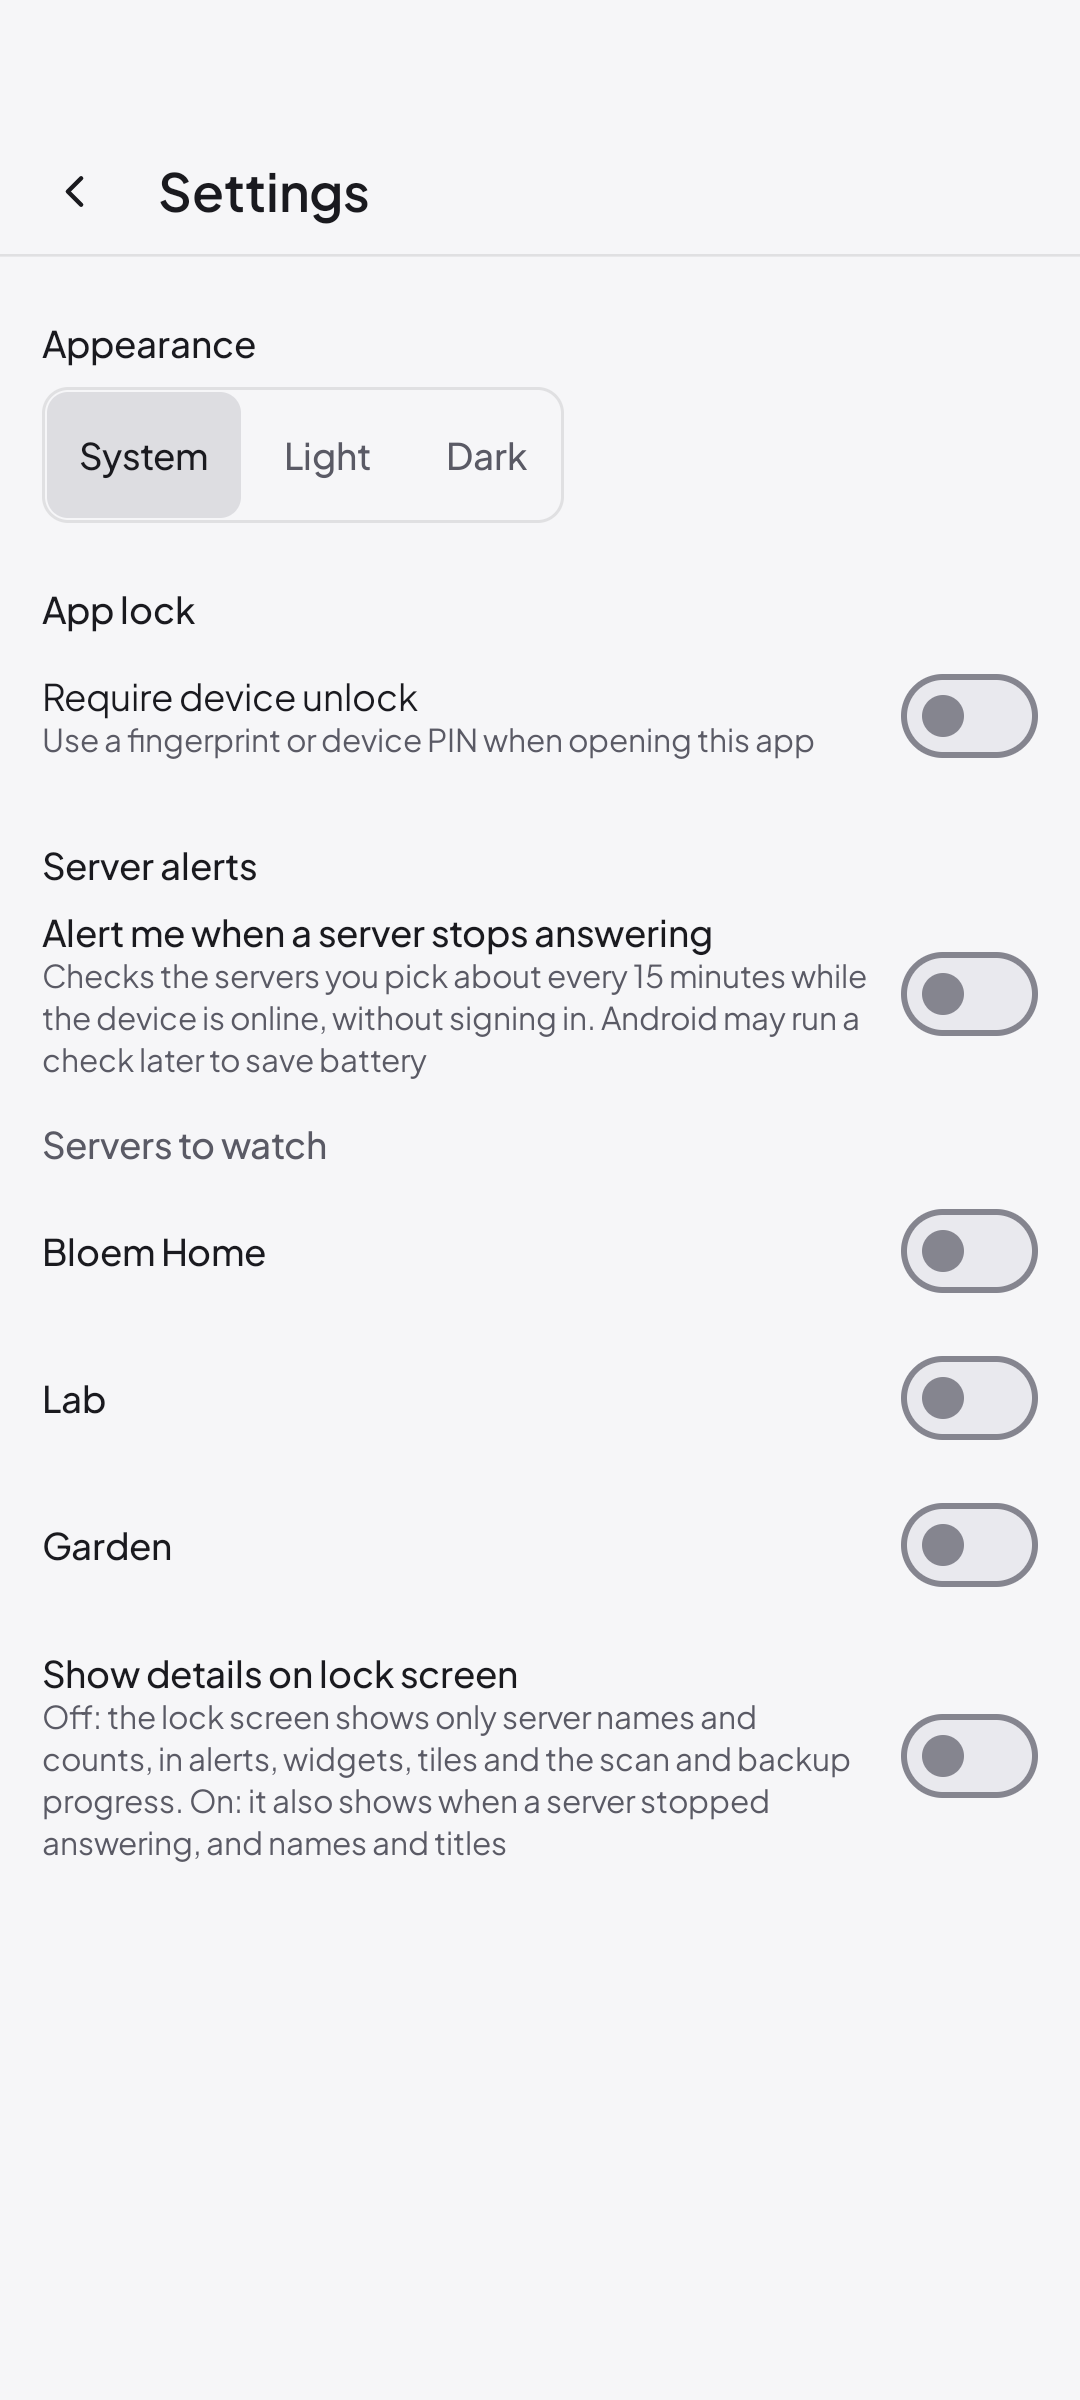 Settings
Appearance
System Light Dark
App lock
Require device unlock
Use a fingerprint or device PIN when opening this app
Server alerts
Alert me when a server stops answering
Checks the servers you pick about every 15 minutes while
the device is online, without signing in. Android may run a
check later to save battery
Servers to watch
Bloem Home
Lab
Garden
Show details on lock screen
Off: the lock screen shows only server names and
counts, in alerts, widgets, tiles and the scan and backup
progress. On: it also shows when a server stopped
answering, and names and titles